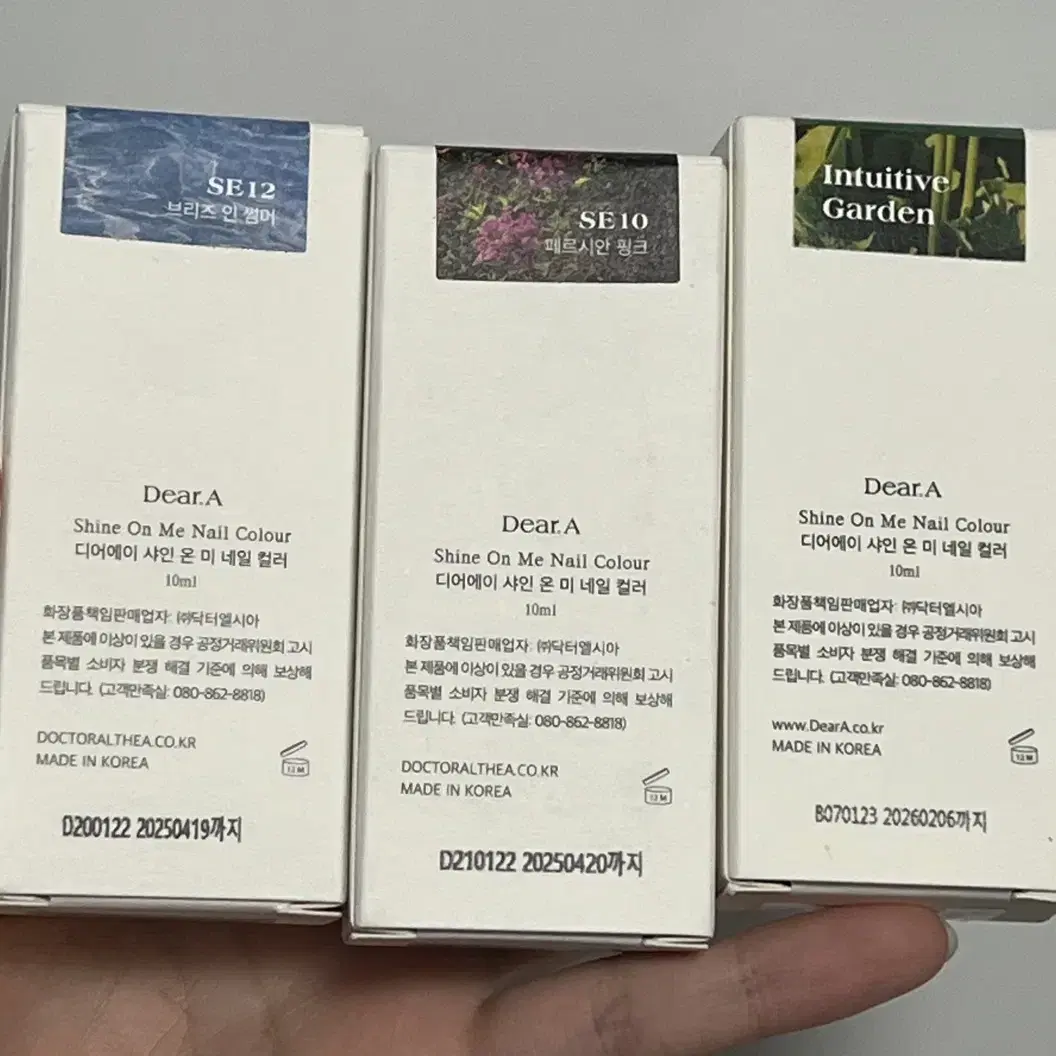 SE12
브리즈 인 썸머
Dear.A
Shine On Me Nail Colour
디어에이 샤인 온 미 네일 컬러
10ml
화장품책임판매업자: ㈜닥터엘시아
본 제품에 이상이 있을 경우 공정거래위원회 고시
품목별 소비자 분쟁 해결 기준에 의해 보상해
드립니다. (고객만족실: 080-862-8818)
DOCTORALTHEA.CO.KR
MADE IN KOREA
12M
D200122 20250419까지
SE10
페르시안 핑크
Dear.A
Shine On Me Nail Colour
디어에이 샤인 온 미 네일 컬러
10ml
화장품책임판매업자: ㈜닥터엘시아
본 제품에 이상이 있을 경우 공정거래위원회 고시
품목별 소비자 분쟁 해결 기준에 의해 보상해
드립니다. (고객만족실: 080-862-8818)
DOCTORALTHEA.CO.KR
MADE IN KOREA
12M
D210122 20250420까지
Intuitive
Garden
Dear.A
Shine On Me Nail Colour
디어에이 샤인 온 미 네일 컬러
10ml
화장품책임판매업자: ㈜닥터엘시아
본 제품에 이상이 있을 경우 공정거래위원회 고시
품목별 소비자 분쟁 해결 기준에 의해 보상해
드립니다. (고객만족실: 080-862-8818)
www.DearA.co.kr
MADE IN KOREA
12M
B070123 20260206까지